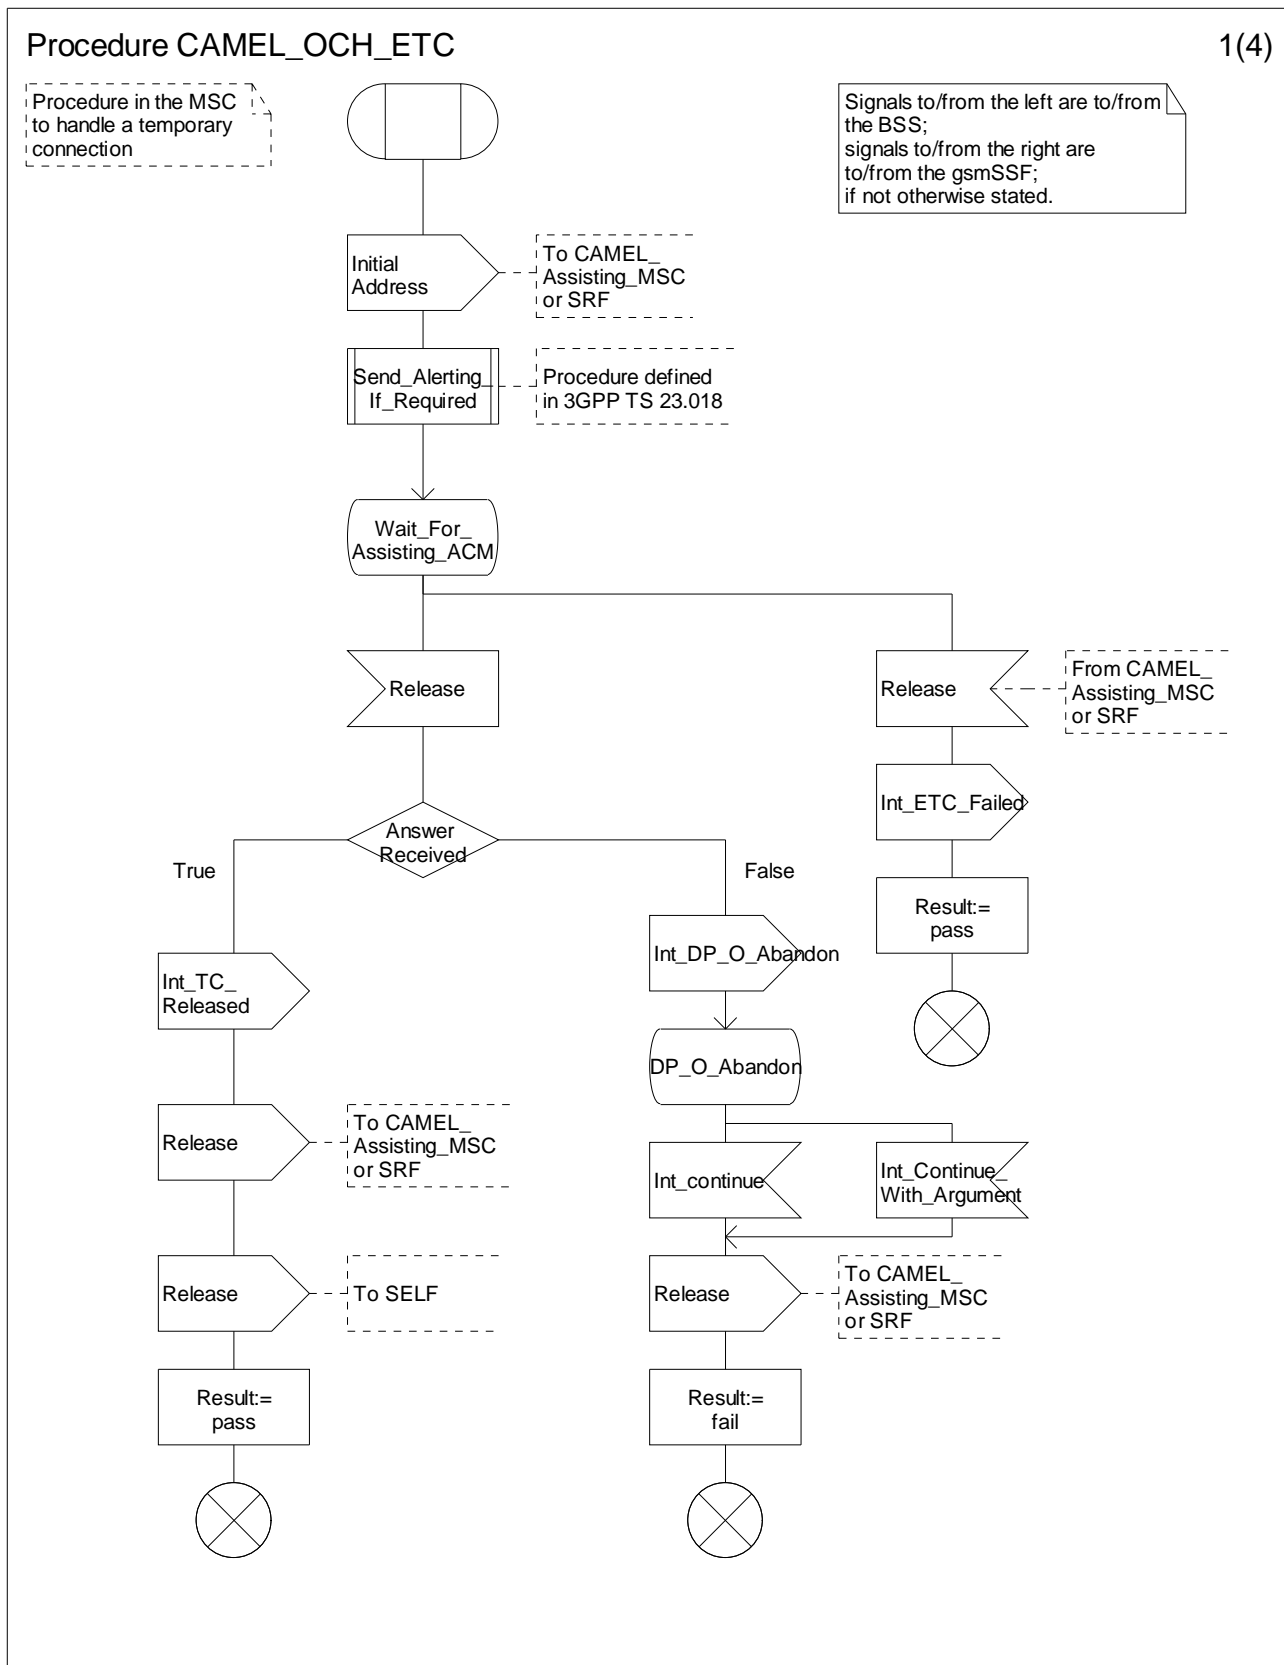 Procedure CAMEL_OCH_ETC
1(4)
Procedure in the MSC
to handle a temporary
connection
Signals to/from the left are to/from
the BSS;
signals to/from the right are
to/from the gsmSSF;
if not otherwise stated.
Initial
Address
To CAMEL_
Assisting_MSC
or SRF
Send_Alerting_
If_Required
Procedure defined
in 3GPP TS 23.018
Wait_For_
Assisting_ACM
Release
Release
From CAMEL_
Assisting_MSC
or SRF
Int_ETC_Failed
Answer
Received
True
False
Result:=
pass
Int_DP_O_Abandon
Int_TC_
Released
DP_O_Abandon
Release
To CAMEL_
Assisting_MSC
or SRF
Int_continue
Int_Continue_
With_Argument
Release
To SELF
Release
To CAMEL_
Assisting_MSC
or SRF
Result:=
pass
Result:=
fail